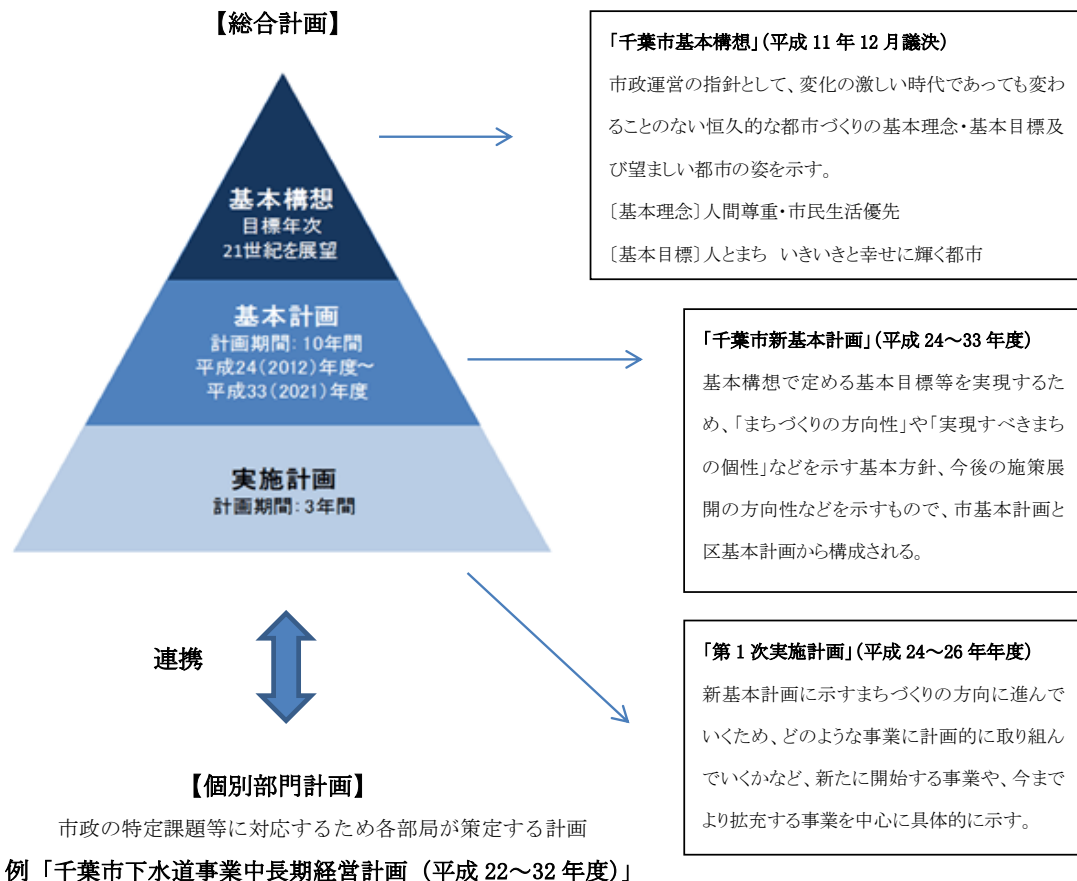 【総合計画】
基本構想
目標年次
21世紀を展望
基本計画
計画期間：10年間
平成24（2012）年度～
平成33（2021）年度
実施計画
計画期間：3年間
連携
【個別部門計画】
市政の特定課題等に対応するため各部局が策定する計画
例「千葉市下水道事業中長期経営計画（平成 22～32 年度）」
「千葉市基本構想」（平成 11 年 12 月議決）
市政運営の指針として、変化の激しい時代であっても変わ
ることのない恒久的な都市づくりの基本理念・基本目標及
び望ましい都市の姿を示す。
〔基本理念〕人間尊重・市民生活優先
〔基本目標〕人とまち　いきいきと幸せに輝く都市
「千葉市新基本計画」（平成 24～33 年度）
基本構想で定める基本目標等を実現するた
め、「まちづくりの方向性」や「実現すべきまち
の個性」などを示す基本方針、今後の施策展
開の方向性などを示すもので、市基本計画と
区基本計画から構成される。
「第 1 次実施計画」（平成 24～26 年年度）
新基本計画に示すまちづくりの方向に進んで
いくため、どのような事業に計画的に取り組ん
でいくかなど、新たに開始する事業や、今まで
より拡充する事業を中心に具体的に示す。